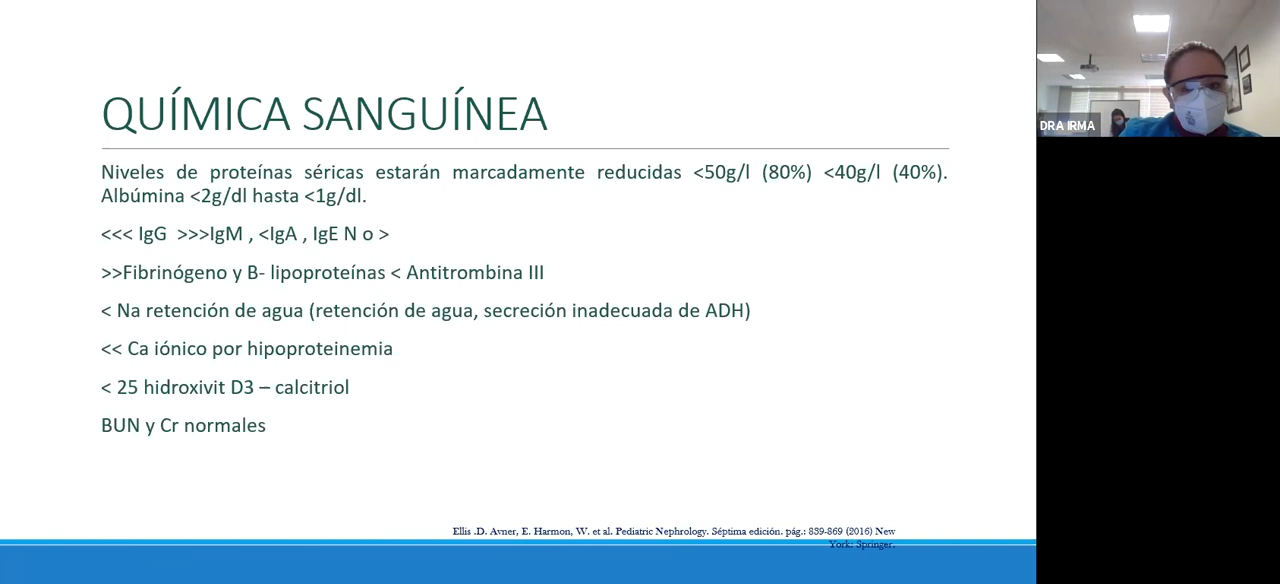 QUÍMICA SANGUÍNEA
Niveles de proteínas séricas estarán marcadamente reducidas <50g/l (80%) <40g/l (40%).
Albúmina <2g/dl hasta <1g/dl.
<<< IgG >>>IgM , <IgA , IgE N o >
>>Fibrinógeno y B- lipoproteínas < Antitrombina III
< Na retención de agua (retención de agua, secreción inadecuada de ADH)
<< Ca iónico por hipoproteinemia
< 25 hidroxivit D3 – calcitriol
BUN y Cr normales
Ellis .D. Avner, E. Harmon, W. et al. Pediatric Nephrology. Séptima edición. pág.: 839-869 (2016) New
York: Springer.
DRA IRMA